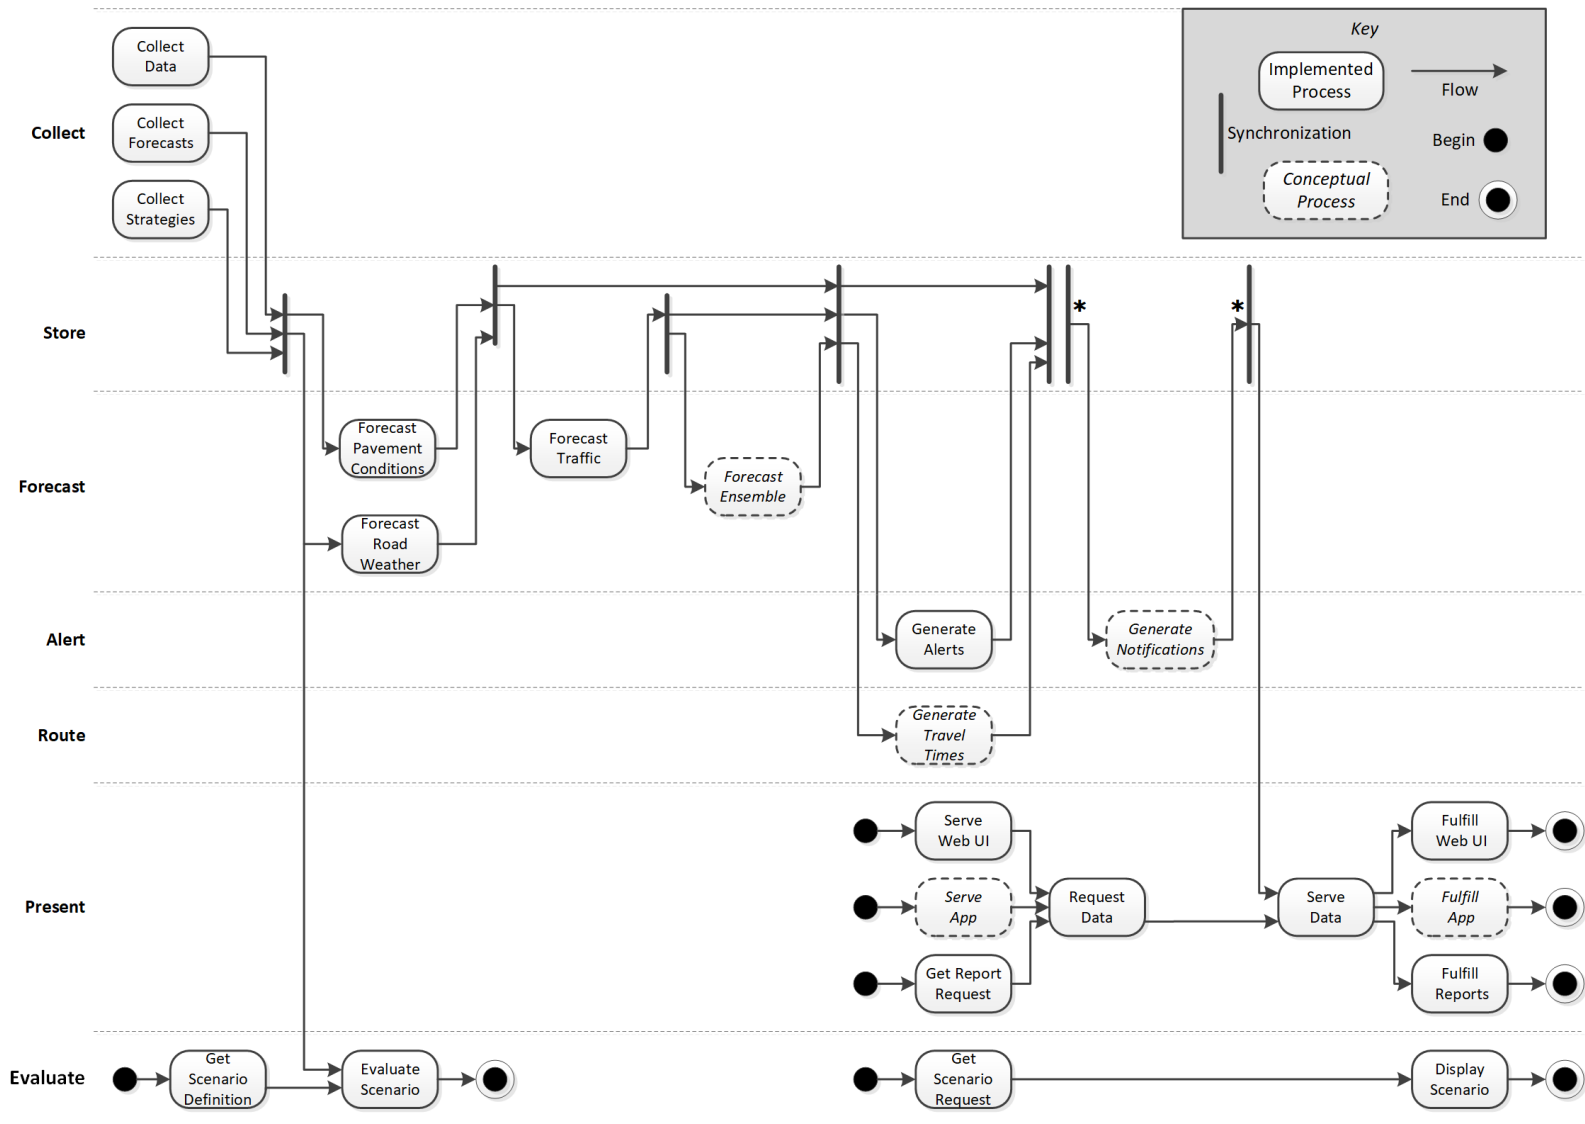 Key
Implemented
Process
Flow
Synchronization
Begin
Conceptual
Process
End
Collect
Collect
Data
Collect
Forecasts
Collect
Strategies
Store
*
*
Forecast
Forecast
Pavement
Conditions
Forecast
Traffic
Forecast
Ensemble
Forecast
Road
Weather
Alert
Generate
Alerts
Generate
Notifications
Route
Generate
Travel
Times
Present
Serve
Web UI
Serve
App
Get Report
Request
Request
Data
Serve
Data
Fulfill
Web UI
Fulfill
App
Fulfill
Reports
Evaluate
Get
Scenario
Definition
Evaluate
Scenario
Get
Scenario
Request
Display
Scenario